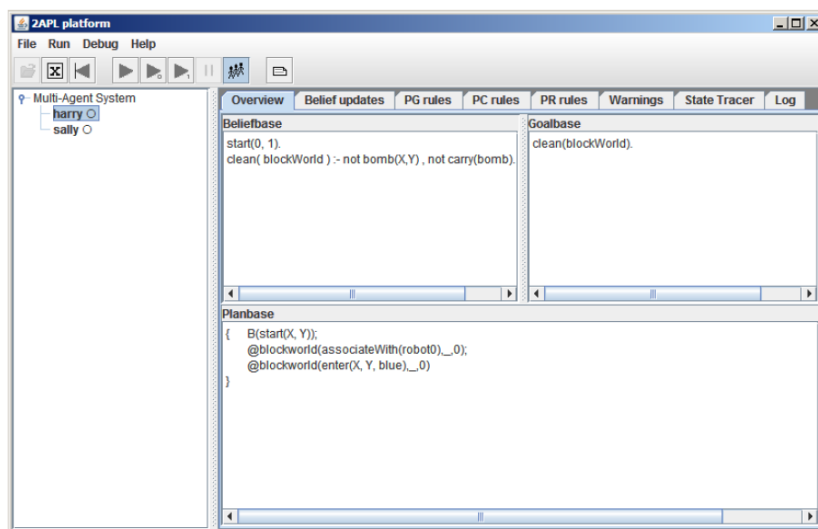 2APL platform
File Run Debug Help
Multi-Agent System
harry
sally
Overview Belief updates PG rules PC rules PR rules Warnings State Tracer Log
Beliefbase
start(0, 1).
clean( blockWorld ) :- not bomb(X,Y) , not carry(bomb).
Goalbase
clean(blockWorld).
Planbase
{ B(start(X, Y));
@blockworld(associateWith(robot0),_,0);
@blockworld(enter(X, Y, blue),_,0)
}